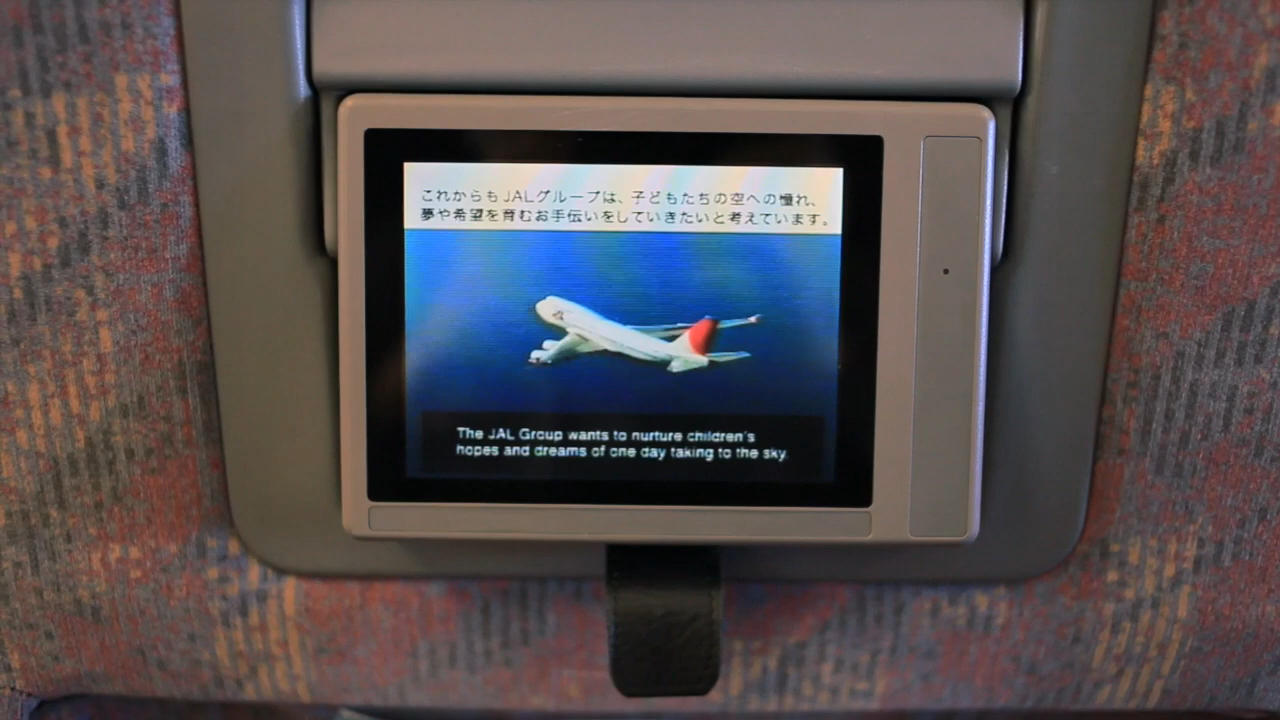 これからもJALグループは、子どもたちの空への憧れ、
夢や希望を育むお手伝いをしていきたいと考えています。
The JAL Group wants to nurture children's
hopes and dreams of one day taking to the sky.